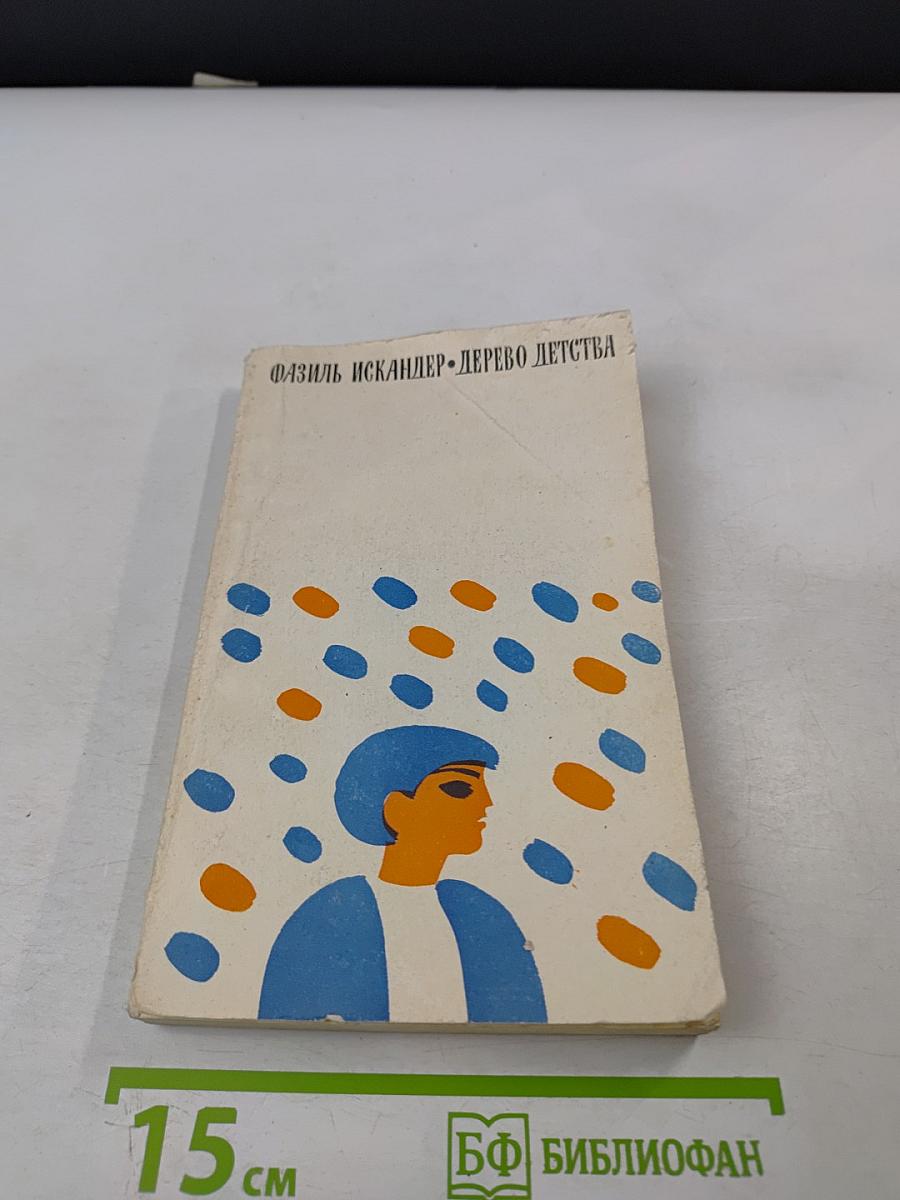 ФАЗИЛЬ ИСКАНДЕР • ДЕРЕВО ДЕТСТВА
15 см
БФ БИБЛИОФАН